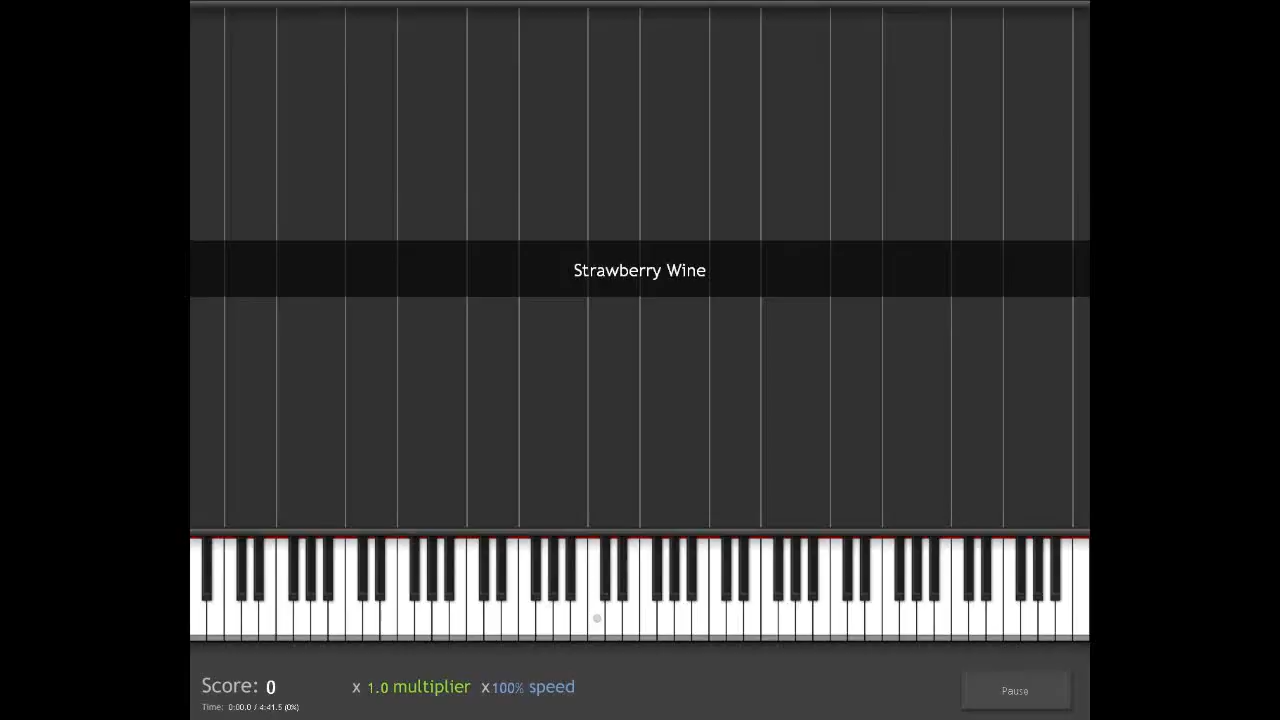 Strawberry Wine
Score: 0 x 1.0 multiplier x100% speed
Time: 0:00.0 / 4:41.5 (0%)
Pause